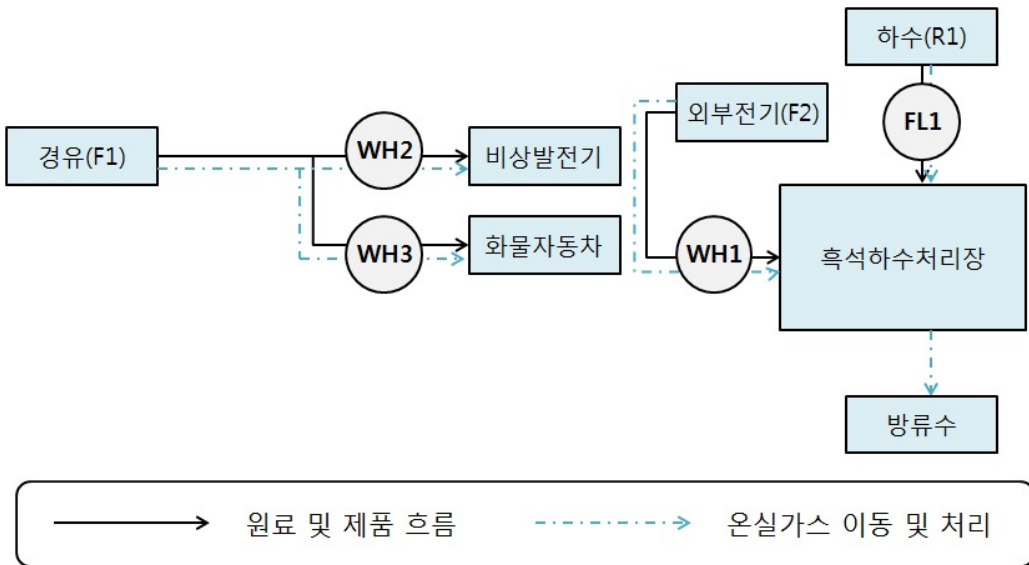 하수(R1)
외부전기(F2)
FL1
경유(F1)
WH2
비상발전기
WH3
화물자동차
WH1
흑석하수처리장
방류수
원료 및 제품 흐름
온실가스 이동 및 처리